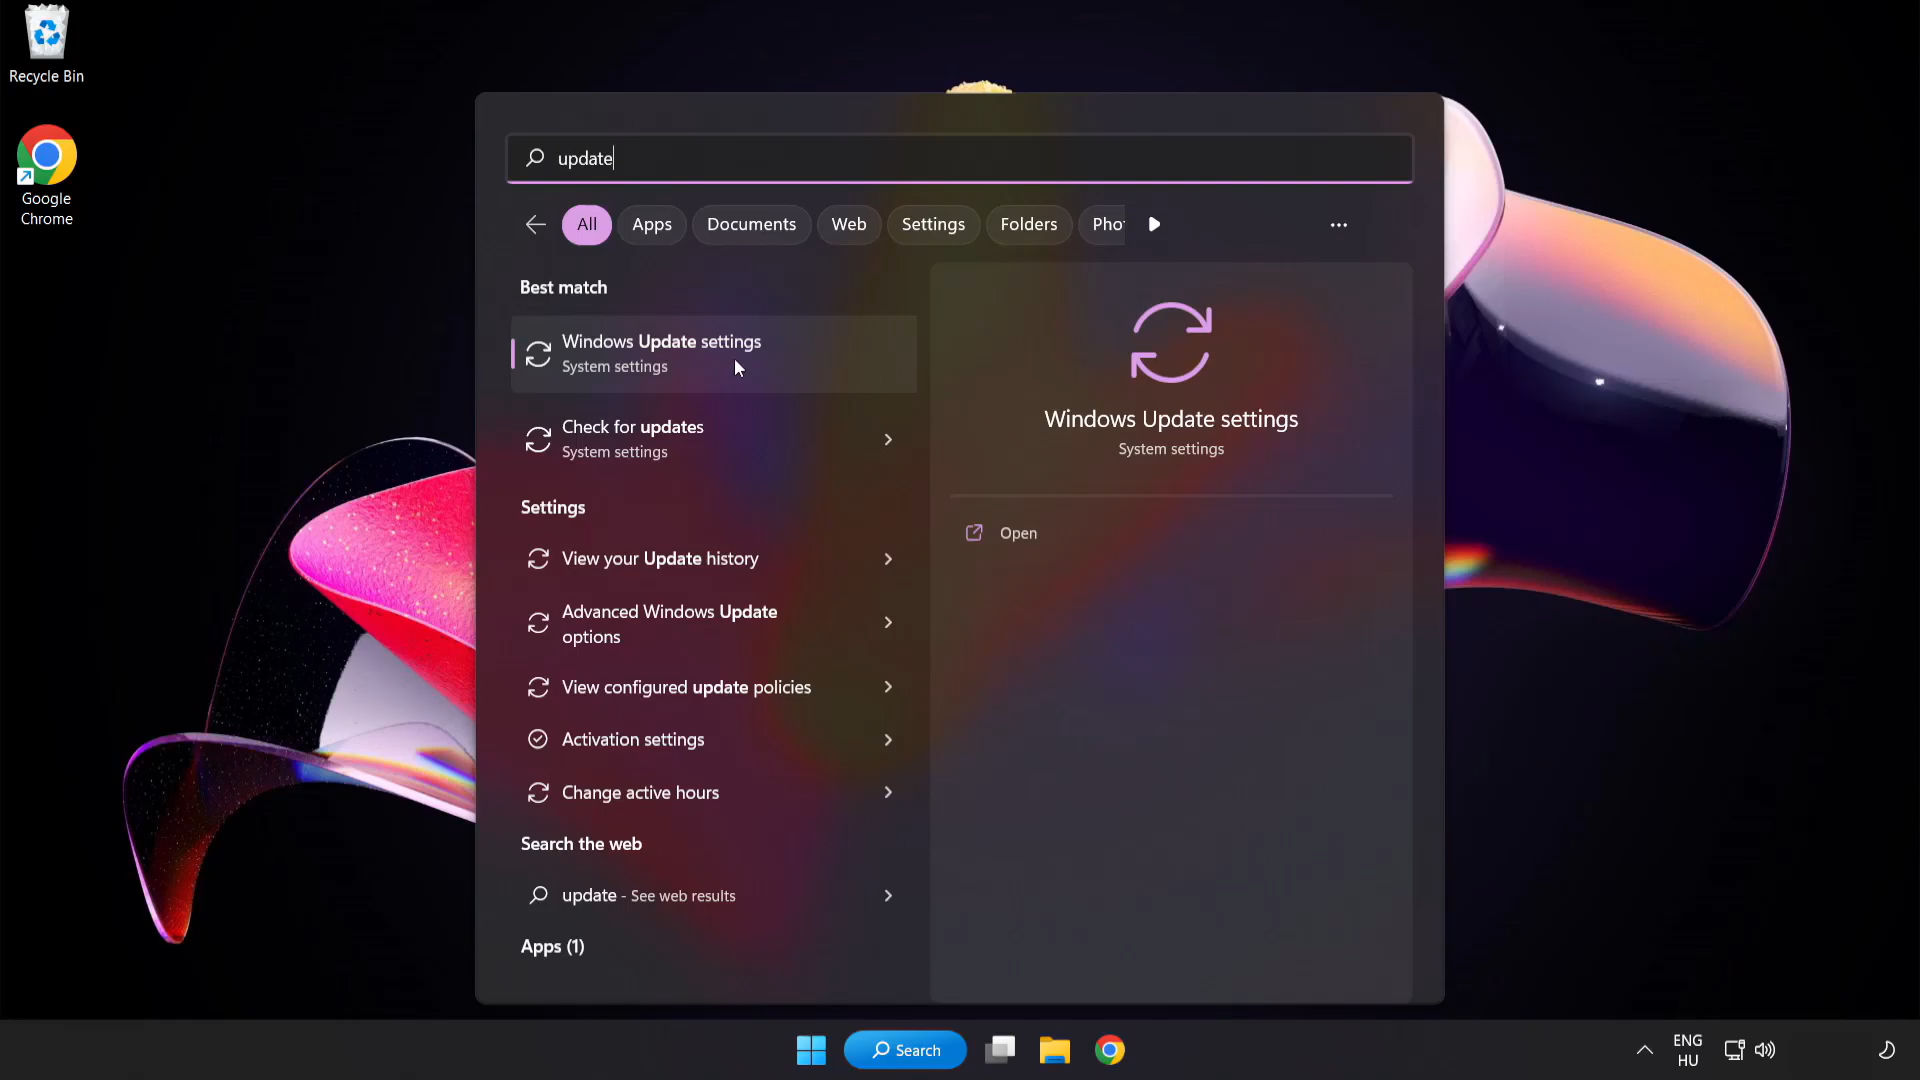 Recycle Bin
Google
Chrome
update
All
Apps
Documents
Web
Settings
Folders
Pho
Best match
Windows Update settings
System settings
Check for updates
System settings
Settings
View your Update history
Advanced Windows Update
options
View configured update policies
Activation settings
Change active hours
Search the web
update - See web results
Apps (1)
Windows Update settings
System settings
Open
Search
ENG
HU